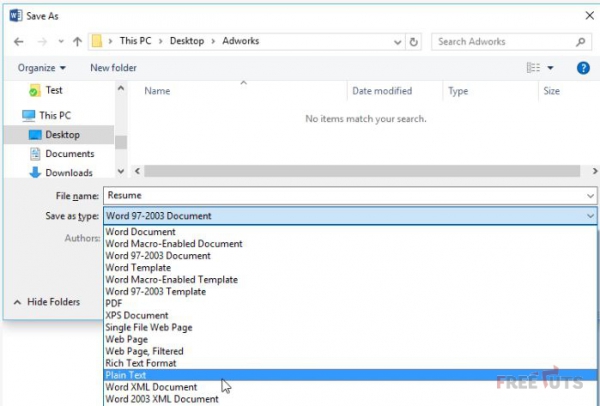 Save As
This PC > Desktop > Adworks
Search Adworks
Organize
New folder
Test
This PC
Desktop
Documents
Downloads
Name
Date modified
Type
Size
No items match your search.
File name: Resume
Save as type: Word 97-2003 Document
Authors:
Word Document
Word Macro-Enabled Document
Word 97-2003 Document
Word Template
Word Macro-Enabled Template
Word 97-2003 Template
PDF
XPS Document
Single File Web Page
Web Page
Web Page, Filtered
Rich Text Format
Plain Text
Word XML Document
Word 2003 XML Document
Hide Folders
FREETUTS